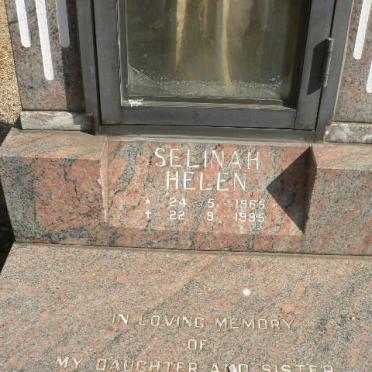 SELINAH
HELEN
* 24 5 1966
† 22 9 1995
IN LOVING MEMORY
OF
MY DAUGHTER AND SISTER